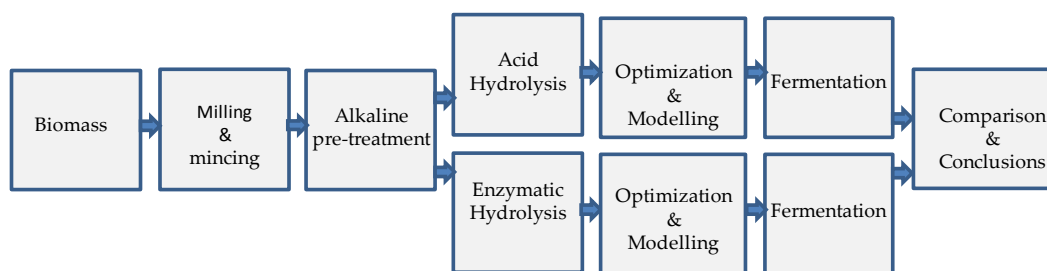 Biomass
Milling
&
mincing
Alkaline
pre-treatment
Acid
Hydrolysis
Optimization
&
Modelling
Fermentation
Enzymatic
Hydrolysis
Optimization
&
Modelling
Fermentation
Comparison
&
Conclusions